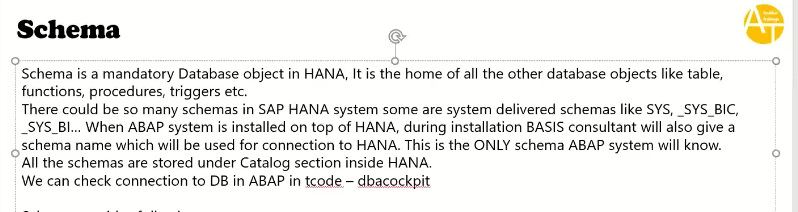 Schema
AT
Schema is a mandatory Database object in HANA, It is the home of all the other database objects like table,
functions, procedures, triggers etc.
There could be so many schemas in SAP HANA system some are system delivered schemas like SYS, _SYS_BIC,
_SYS_BI... When ABAP system is installed on top of HANA, during installation BASIS consultant will also give a
schema name which will be used for connection to HANA. This is the ONLY schema ABAP system will know.
All the schemas are stored under Catalog section inside HANA.
We can check connection to DB in ABAP in tcode – dbacockpit